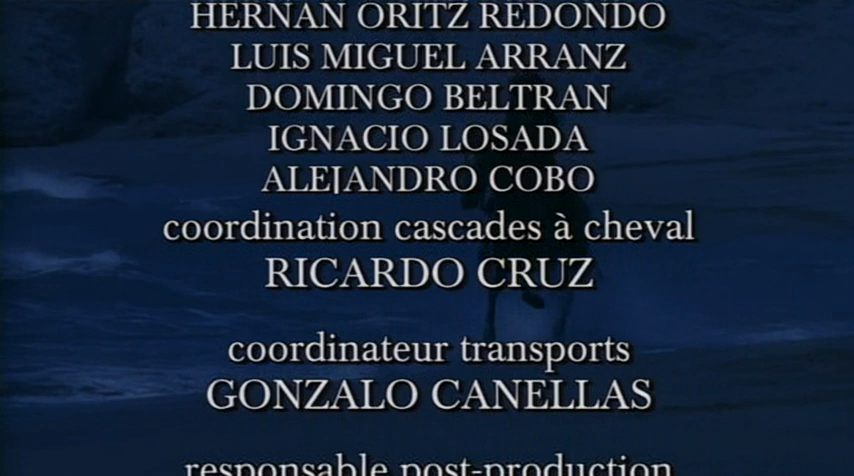 HERNAN ORITZ REDONDO
LUIS MIGUEL ARRANZ
DOMINGO BELTRAN
IGNACIO LOSADA
ALEJANDRO COBO
coordination cascades à cheval
RICARDO CRUZ
coordinateur transports
GONZALO CANELLAS
responsable post-production